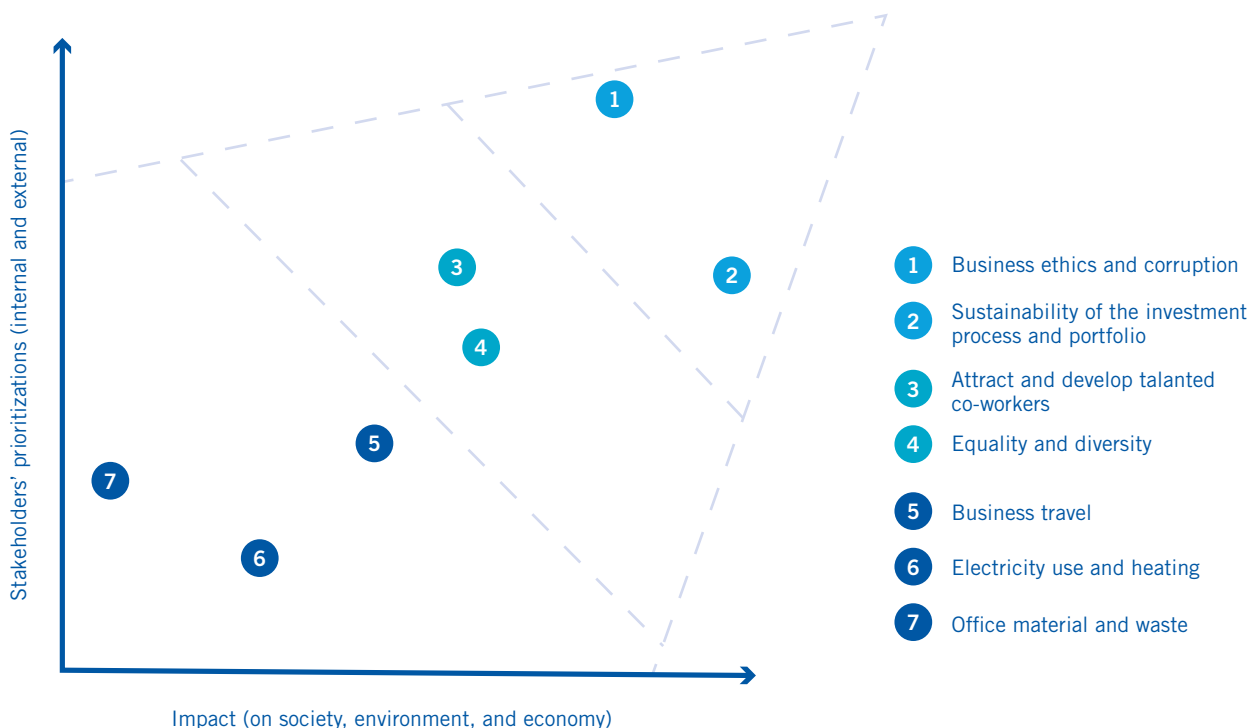 Stakeholders' prioritizations (internal and external)
1
3
2
4
5
7
6
Impact (on society, environment, and economy)
1 Business ethics and corruption
2 Sustainability of the investment
process and portfolio
3 Attract and develop talanted
co-workers
4 Equality and diversity
5 Business travel
6 Electricity use and heating
7 Office material and waste